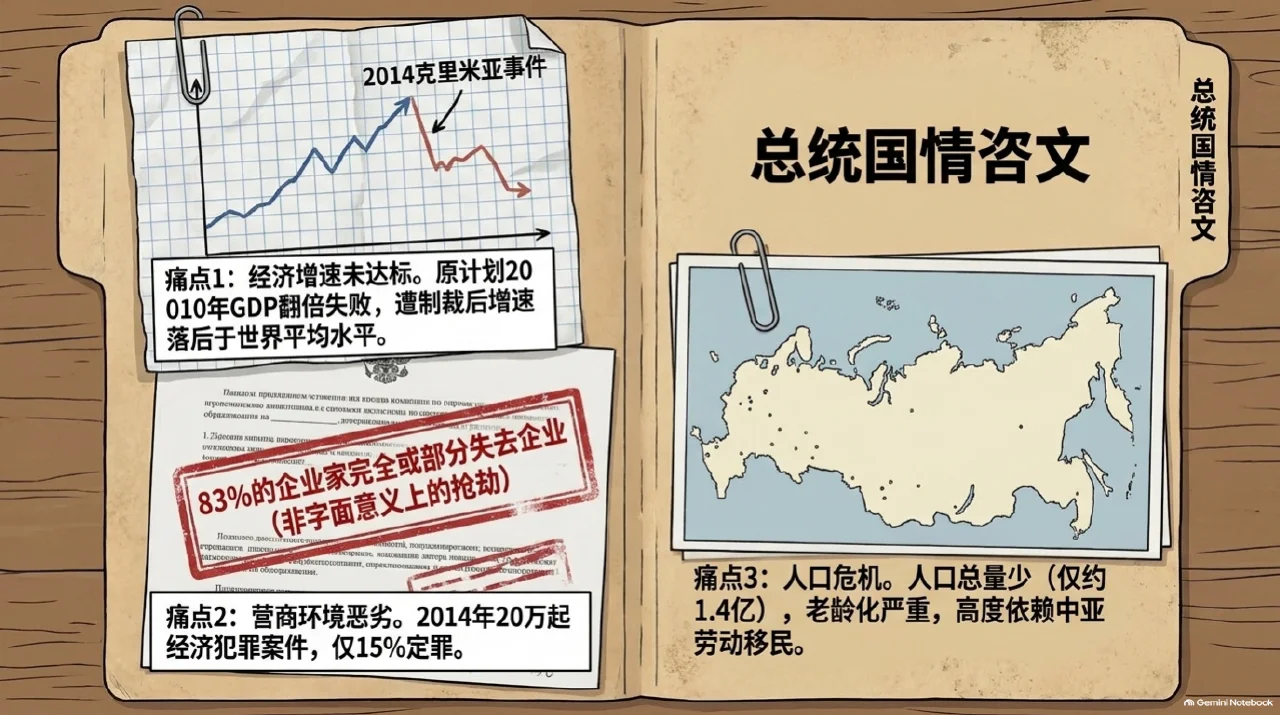 2014克里米亚事件
痛点1：经济增速未达标。原计划20
010年GDP翻倍失败，遭制裁后增速
落后于世界平均水平。
83%的企业家完全或部分失去企业
（非字面意义上的抢劫）
痛点2：营商环境恶劣。2014年20万起
经济犯罪案件，仅15%定罪。
总统国情咨文
总统国情咨文
痛点3：人口危机。人口总量少（仅约
1.4亿），老龄化严重，高度依赖中亚
劳动移民。
Gemini Notebook